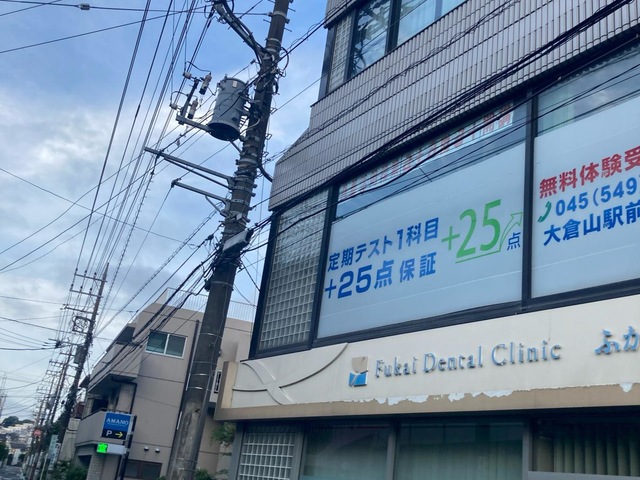 定期テスト1科目
+25点 保証
+25点
無料体験受
045(549)
大倉山駅前
Fukai Dental Clinic ふか
AMANO
P →